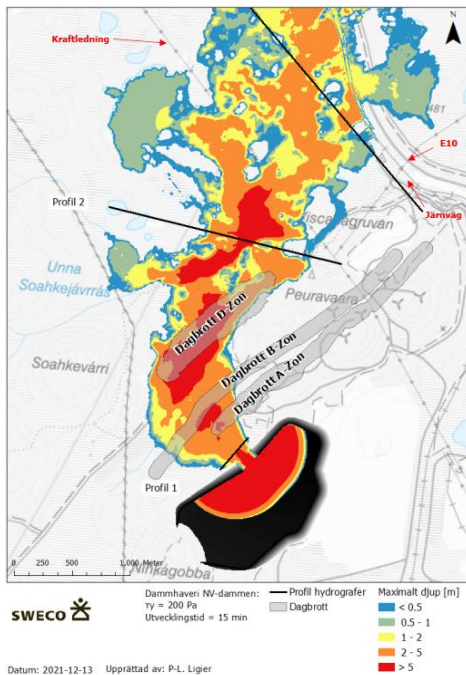 N
Kraftledning
481
E10
Järnväg
Profil 2
Viscariagruvan
Unna
Soahkejávrrás
Peuravaara
Dagbrott D-Zon
Dagbrott B-Zon
Soahkevárri
Dagbrott A-Zon
Profil 1
0 500 1,000 Meter
Nihkagobba
SWECO
Dammhaveri NV-dammen:
τy = 200 Pa
Utvecklingstid = 15 min
Profil hydrografer
Dagbrott
Maximalt djup [m]
< 0.5
0.5 - 1
1 - 2
2 - 5
> 5
Datum: 2021-12-13 Upprättad av: P-L. Ligier